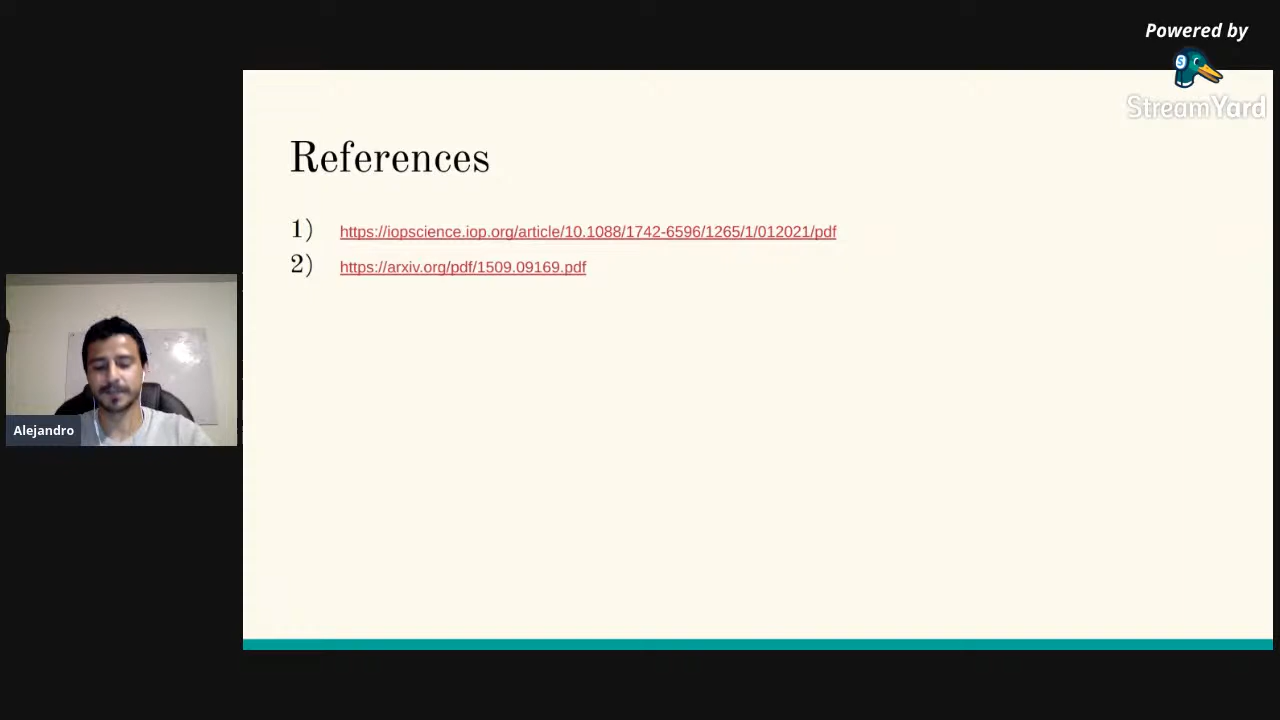 Powered by
StreamYard
References
1) https://iopscience.iop.org/article/10.1088/1742-6596/1265/1/012021/pdf
2) https://arxiv.org/pdf/1509.09169.pdf
Alejandro